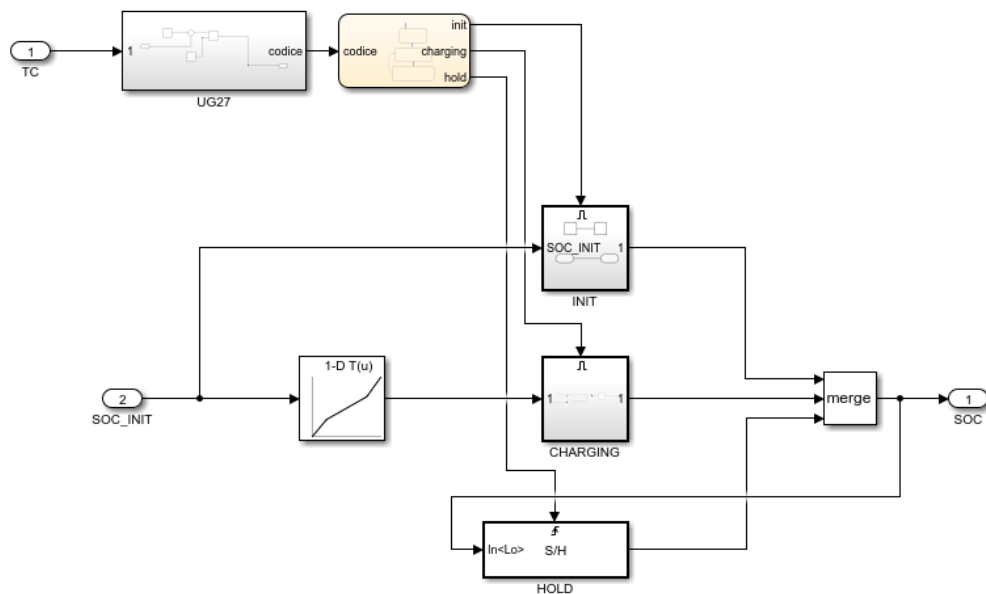 init
1
TC
1
codice
codice
charging
hold
UG27
SOC_INIT
1
INIT
1-D T(u)
2
SOC_INIT
1
1
CHARGING
merge
1
SOC
In<Lo>
S/H
HOLD